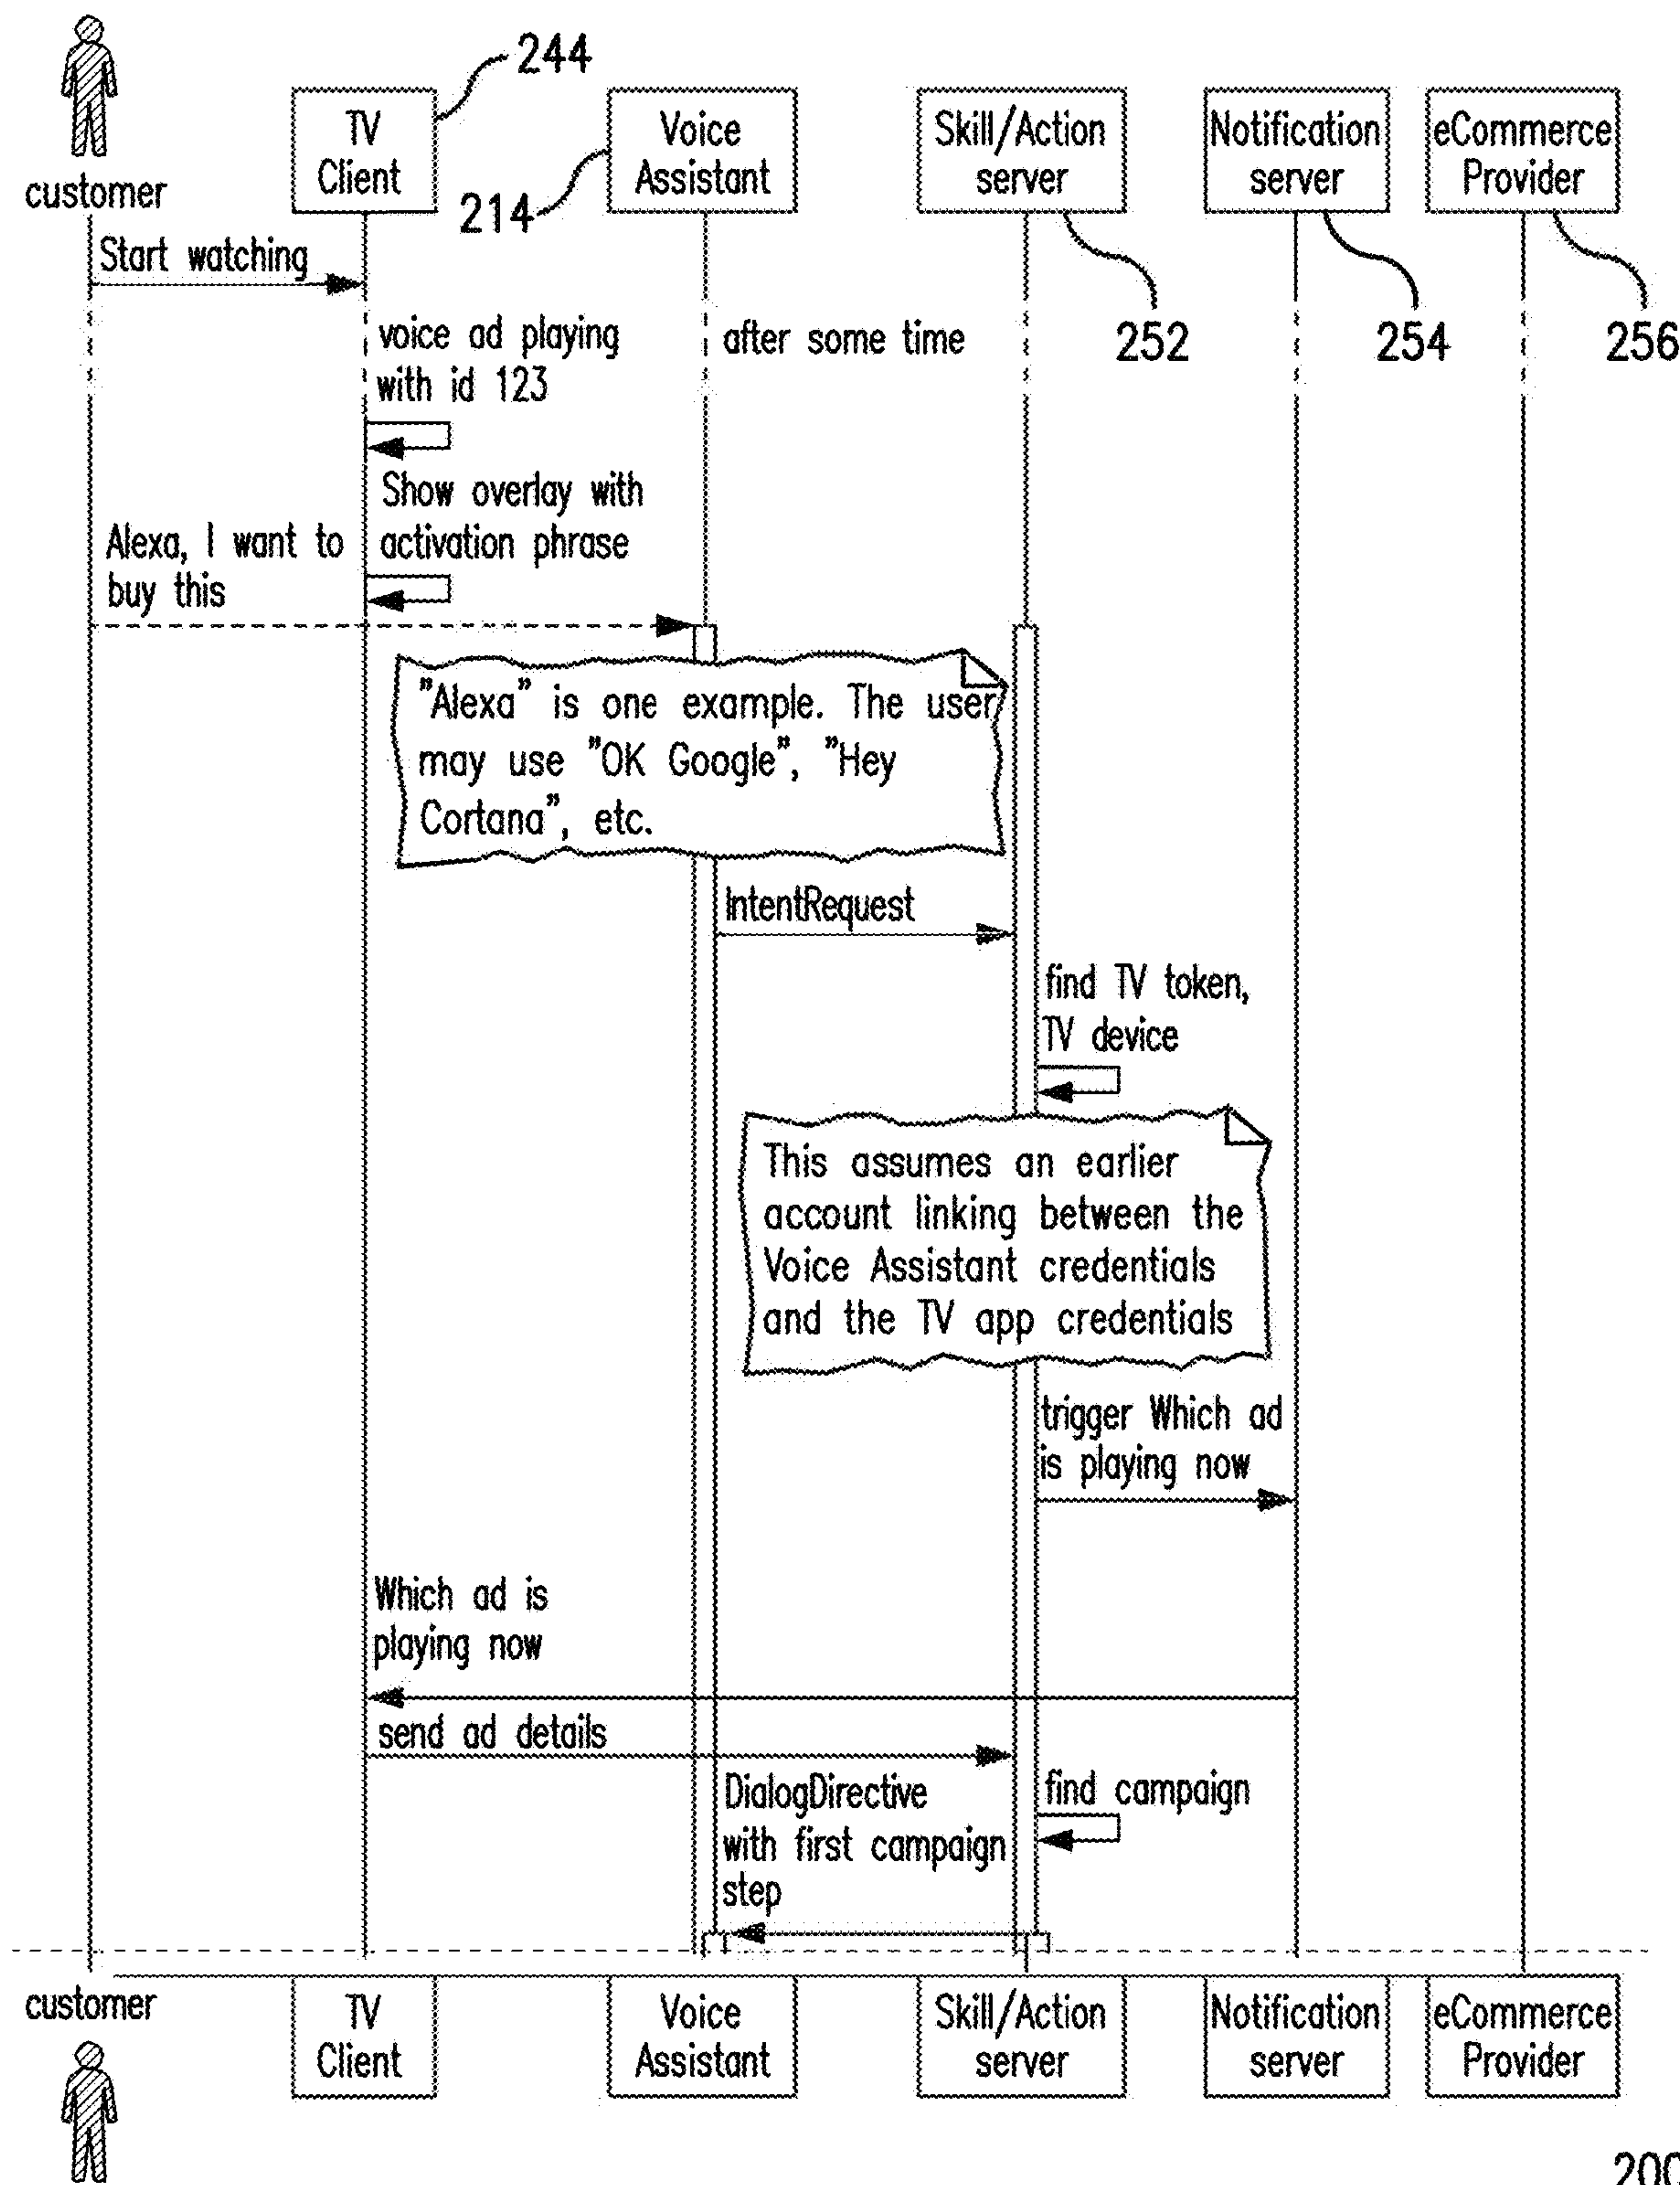 244
TV
Client
Voice
Assistant
Skill/Action
server
Notification
server
eCommerce
Provider
customer
214
Start watching
252
254
256
voice ad playing
with id 123
after some time
Show overlay with
activation phrase
Alexa, I want to
buy this
"Alexa" is one example. The user
may use "OK Google", "Hey
Cortana", etc.
IntentRequest
find TV token,
TV device
This assumes an earlier
account linking between the
Voice Assistant credentials
and the TV app credentials
trigger Which ad
is playing now
Which ad is
playing now
send ad details
DialogDirective
with first campaign
step
find campaign
customer
TV
Client
Voice
Assistant
Skill/Action
server
Notification
server
eCommerce
Provider
200